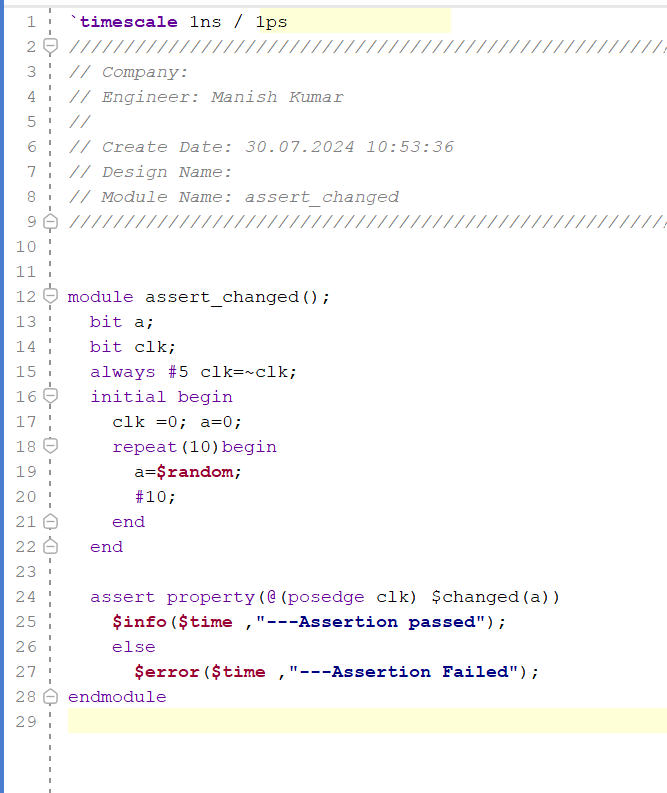 1 `timescale 1ns / 1ps
2 //////////////////////////////////////////////////////
3 // Company:
4 // Engineer: Manish Kumar
5 //
6 // Create Date: 30.07.2024 10:53:36
7 // Design Name:
8 // Module Name: assert_changed
9 //////////////////////////////////////////////////////
10
11
12 module assert_changed();
13 bit a;
14 bit clk;
15 always #5 clk=~clk;
16 initial begin
17 clk =0; a=0;
18 repeat(10)begin
19 a=$random;
20 #10;
21 end
22 end
23
24 assert property(@(posedge clk) $changed(a))
25 $info($time ,"---Assertion passed");
26 else
27 $error($time ,"---Assertion Failed");
28 endmodule
29